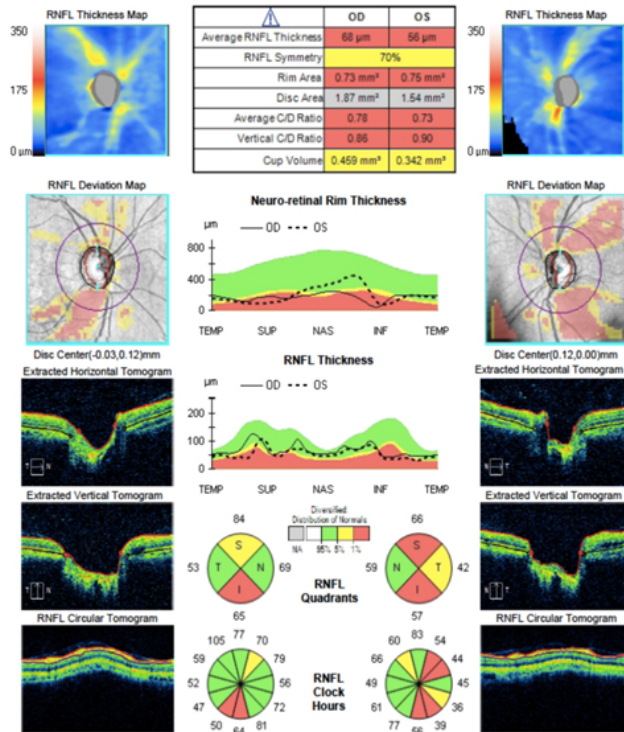 RNFL Thickness Map
350
175
0 µm
OD OS
Average RNFL Thickness 68 µm 56 µm
RNFL Symmetry 70%
Rim Area 0.73 mm² 0.75 mm²
Disc Area 1.87 mm² 1.54 mm²
Average C/D Ratio 0.78 0.73
Vertical C/D Ratio 0.86 0.90
Cup Volume 0.459 mm³ 0.342 mm³
RNFL Thickness Map
350
175
0 µm
RNFL Deviation Map
Disc Center(-0.03,0.12)mm
Neuro-retinal Rim Thickness
µm OD OS
800
400
0
TEMP SUP NAS INF TEMP
RNFL Deviation Map
Disc Center(0.12,0.00)mm
Extracted Horizontal Tomogram
T N
RNFL Thickness
µm OD OS
200
100
0
TEMP SUP NAS INF TEMP
Extracted Horizontal Tomogram
T N
Extracted Vertical Tomogram
I N
Diversified:
Distribution of Normals
NA 95% 5% 1%
84
53 S T N I 69
65
RNFL
Quadrants
66
59 S N T I 42
57
Extracted Vertical Tomogram
RNFL Circular Tomogram
77
105 70
59 79
52 56
47 72
50 81
64
RNFL
Clock
Hours
83
60 54
66 44
49 45
61 36
77 39
56
RNFL Circular Tomogram